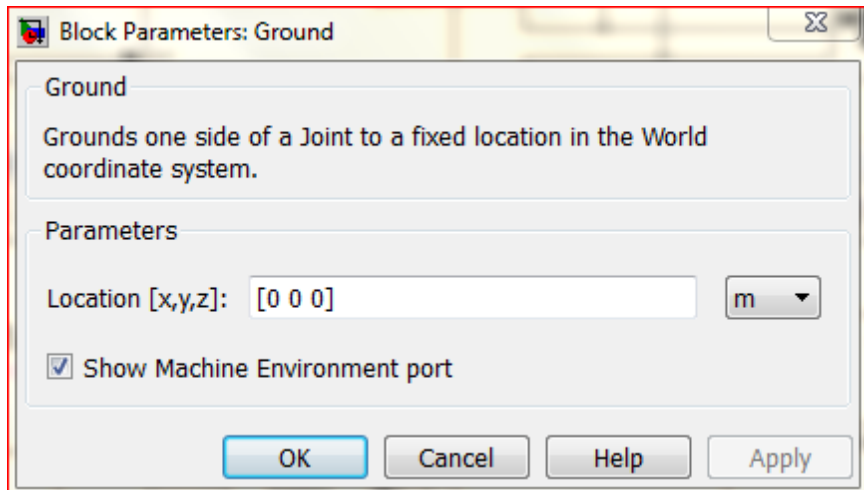 Block Parameters: Ground
Ground
Grounds one side of a Joint to a fixed location in the World
coordinate system.
Parameters
Location [x,y,z]: [0 0 0] m
Show Machine Environment port
OK Cancel Help Apply